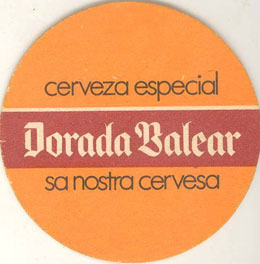 cerveza especial
Dorada Balear
sa nostra cervesa